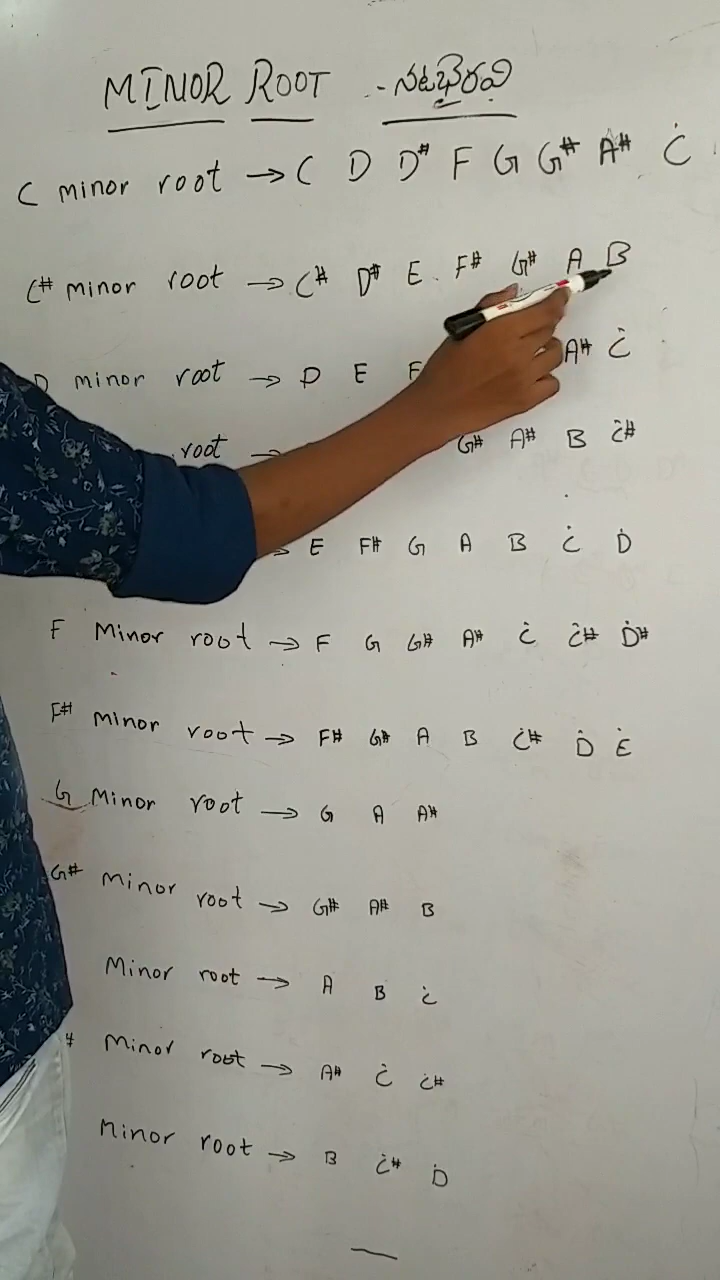 MINOR ROOT - నటభైరవి
C minor root → C D D# F G G# A# Ċ
C# minor root → C# D# E F# G# A B
D minor root → D E F A# Ċ
root → G# A# B Ċ#
→ E F# G A B Ċ Ḋ
F Minor root → F G G# A# Ċ Ċ# Ḋ#
F# minor root → F# G# A B Ċ# Ḋ Ė
G Minor root → G A A#
G# minor root → G# A# B
Minor root → A B Ċ
# Minor root → A# Ċ Ċ#
Minor root → B Ċ# Ḋ